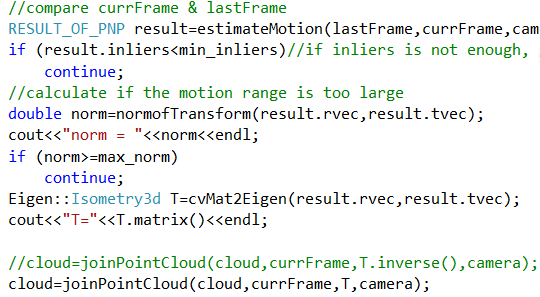 //compare currFrame & lastFrame
RESULT_OF_PNP result=estimateMotion(lastFrame,currFrame,cam
if (result.inliers<min_inliers)//if inliers is not enough,
continue;
//calculate if the motion range is too large
double norm=normofTransform(result.rvec,result.tvec);
cout<<"norm = "<<norm<<endl;
if (norm>=max_norm)
continue;
Eigen::Isometry3d T=cvMat2Eigen(result.rvec,result.tvec);
cout<<"T="<<T.matrix()<<endl;
//cloud=joinPointCloud(cloud,currFrame,T.inverse(),camera);
cloud=joinPointCloud(cloud,currFrame,T,camera);